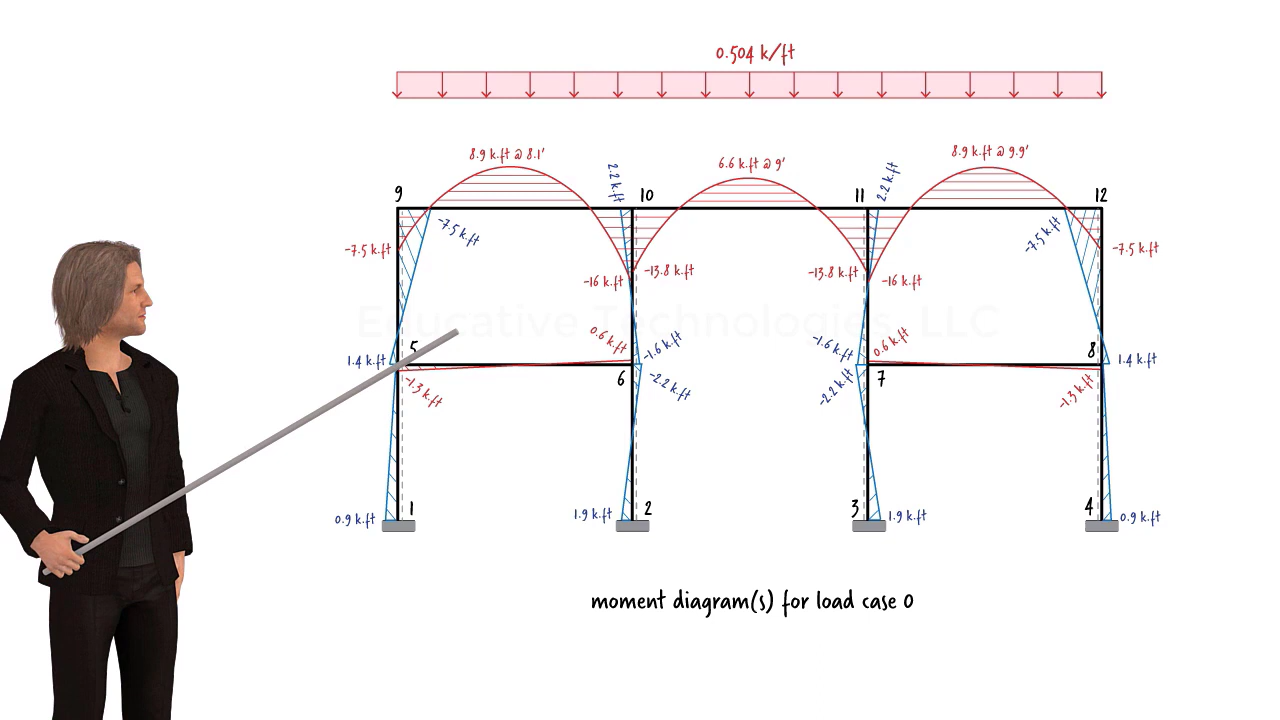 0.504 k/ft
8.9 k.ft @ 8.1'
6.6 k.ft @ 9'
8.9 k.ft @ 9.9'
2.2 k.ft
2.2 k.ft
9
10
11
12
-7.5 k.ft
-7.5 k.ft
-7.5 k.ft
-7.5 k.ft
-16 k.ft
-13.8 k.ft
-13.8 k.ft
-16 k.ft
Educative Technologies, LLC
0.6 k.ft
-1.6 k.ft
-1.6 k.ft
0.6 k.ft
1.4 k.ft
5
8
1.4 k.ft
-1.3 k.ft
6
-2.2 k.ft
-2.2 k.ft
7
-1.3 k.ft
0.9 k.ft
1
1.9 k.ft
2
3
1.9 k.ft
4
0.9 k.ft
moment diagram(s) for load case 0